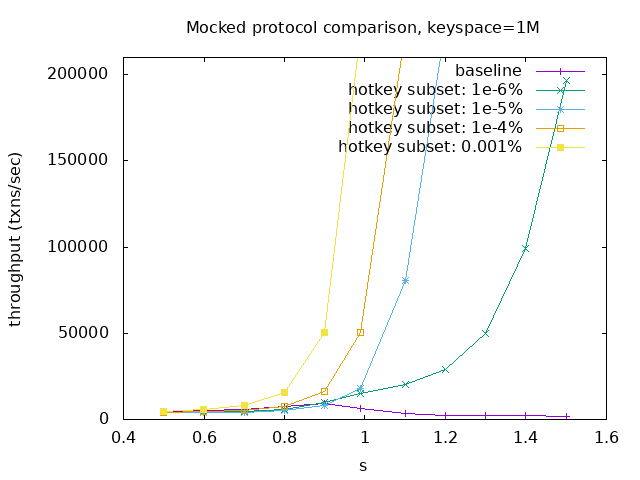 Mocked protocol comparison, keyspace=1M
throughput (txns/sec)
200000
150000
100000
50000
0
baseline
hotkey subset: 1e-6%
hotkey subset: 1e-5%
hotkey subset: 1e-4%
hotkey subset: 0.001%
0.4 0.6 0.8 1 1.2 1.4 1.6
s